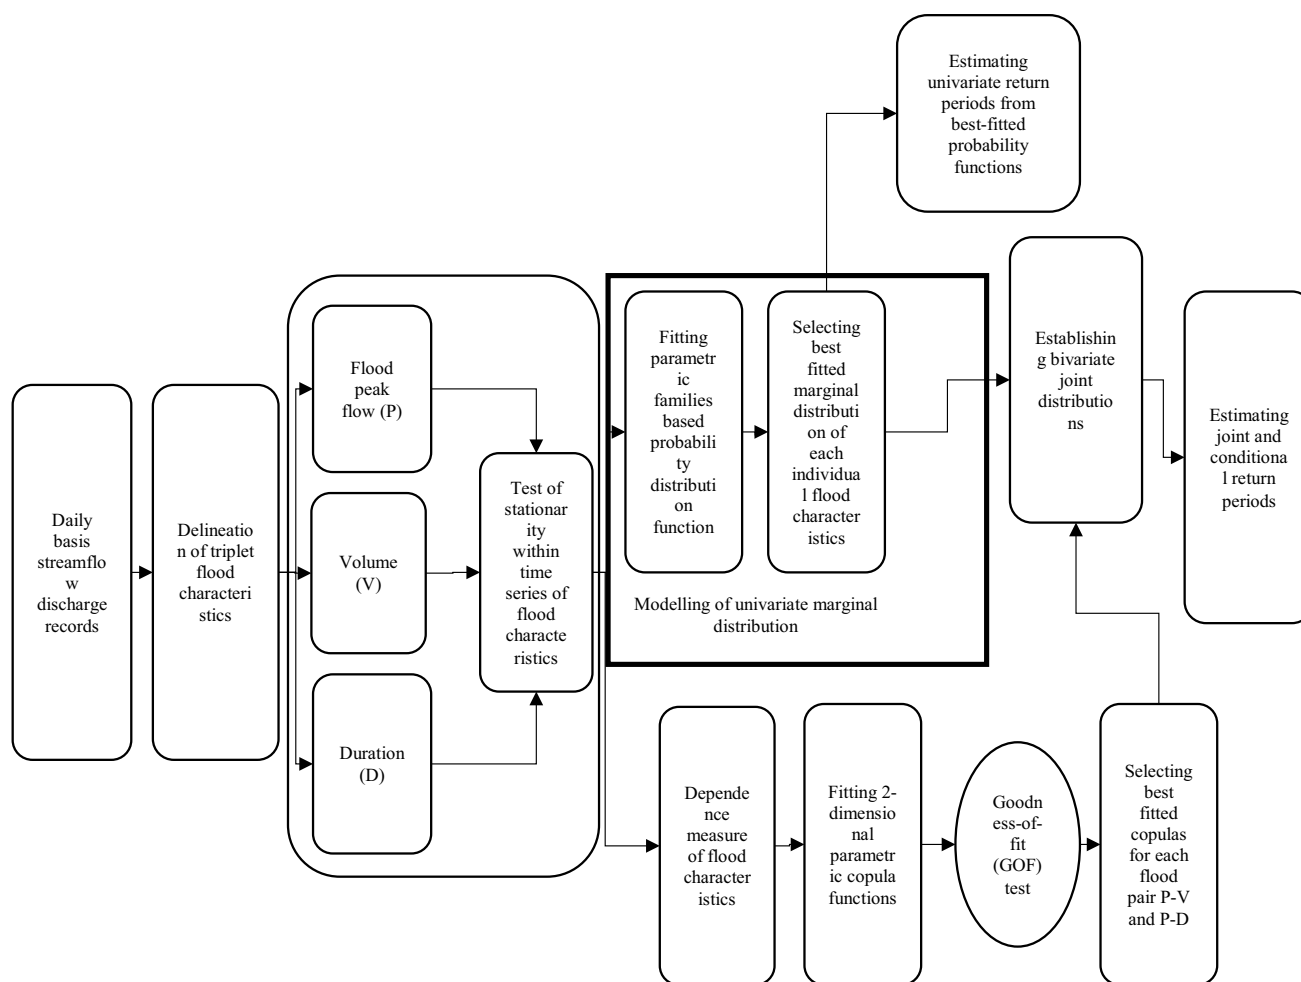 Daily
basis
streamflo
w
discharge
records
Delineatio
n of triplet
flood
characteri
stics
Flood
peak
flow (P)
Volume
(V)
Duration
(D)
Test of
stationar
ity
within
time
series of
flood
characte
ristics
Fitting
parametr
ic
families
based
probabili
ty
distributi
on
function
Selecting
best
fitted
marginal
distributi
on of
each
individua
l flood
character
istics
Modelling of univariate marginal
distribution
Estimating
univariate return
periods from
best-fitted
probability
functions
Establishin
g bivariate
joint
distributio
ns
Estimating
joint and
conditiona
l return
periods
Depende
nce
measure
of flood
character
istics
Fitting 2-
dimension
al
parametr
ic copula
functions
Goodn
ess-of-
fit
(GOF)
test
Selecting
best
fitted
copulas
for each
flood
pair P-V
and P-D